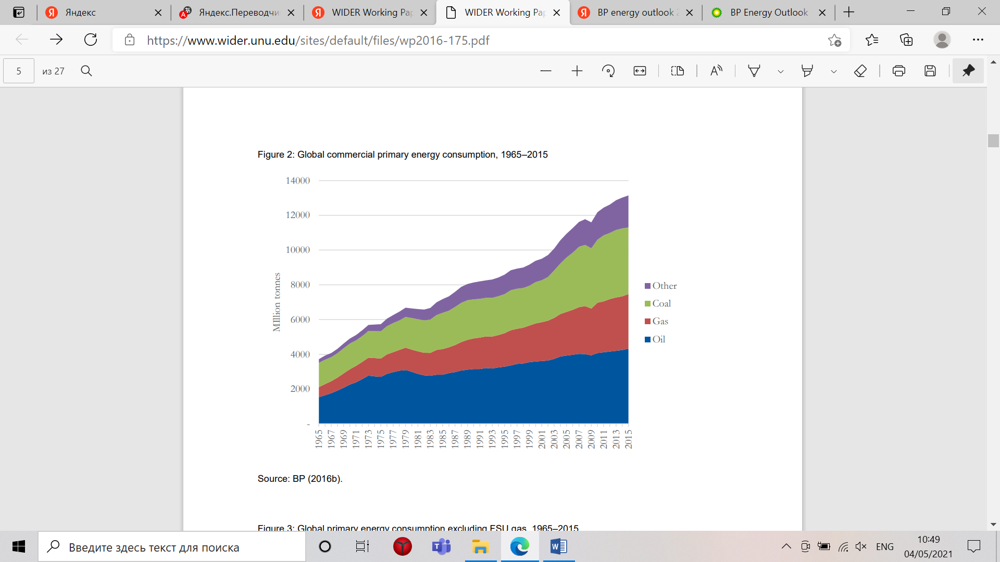 Яндекс
Яндекс.Переводчи
WIDER Working Pap
WIDER Working Pap
BP energy outlook 2
BP Energy Outlook
https://www.wider.unu.edu/sites/default/files/wp2016-175.pdf
5 из 27
Figure 2: Global commercial primary energy consumption, 1965–2015
14000
12000
10000
8000
6000
4000
2000
-
MIllion tonnes
Other
Coal
Gas
Oil
1965 1967 1969 1971 1973 1975 1977 1979 1981 1983 1985 1987 1989 1991 1993 1995 1997 1999 2001 2003 2005 2007 2009 2011 2013 2015
Source: BP (2016b).
Figure 3: Global primary energy consumption excluding FSU gas, 1965–2015
Введите здесь текст для поиска
ENG
10:49
04/05/2021